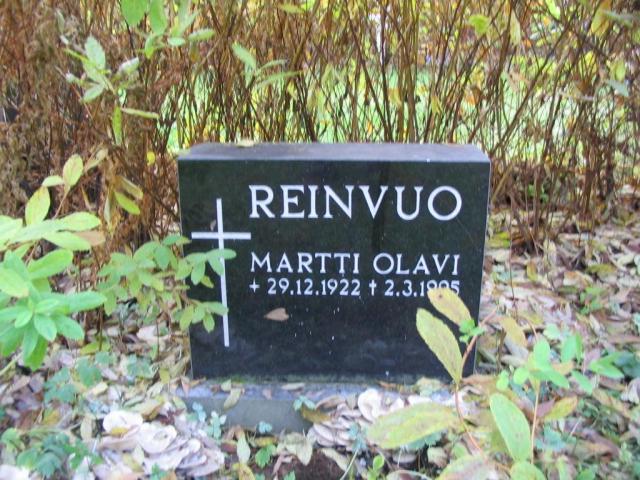 REINVUO
MARTTI OLAVI
+ 29.12.1922 † 2.3.1995